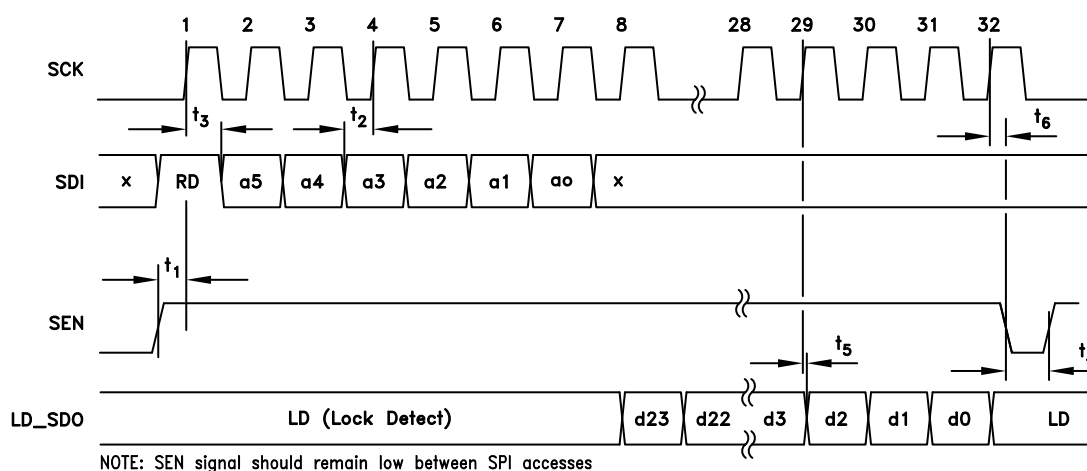 1 2 3 4 5 6 7 8 28 29 30 31 32
SCK
t3 t2 t6
SDI x RD a5 a4 a3 a2 a1 ao x
t1
SEN
t5
LD_SDO LD (Lock Detect) d23 d22 d3 d2 d1 d0 LD
NOTE: SEN signal should remain low between SPI accesses